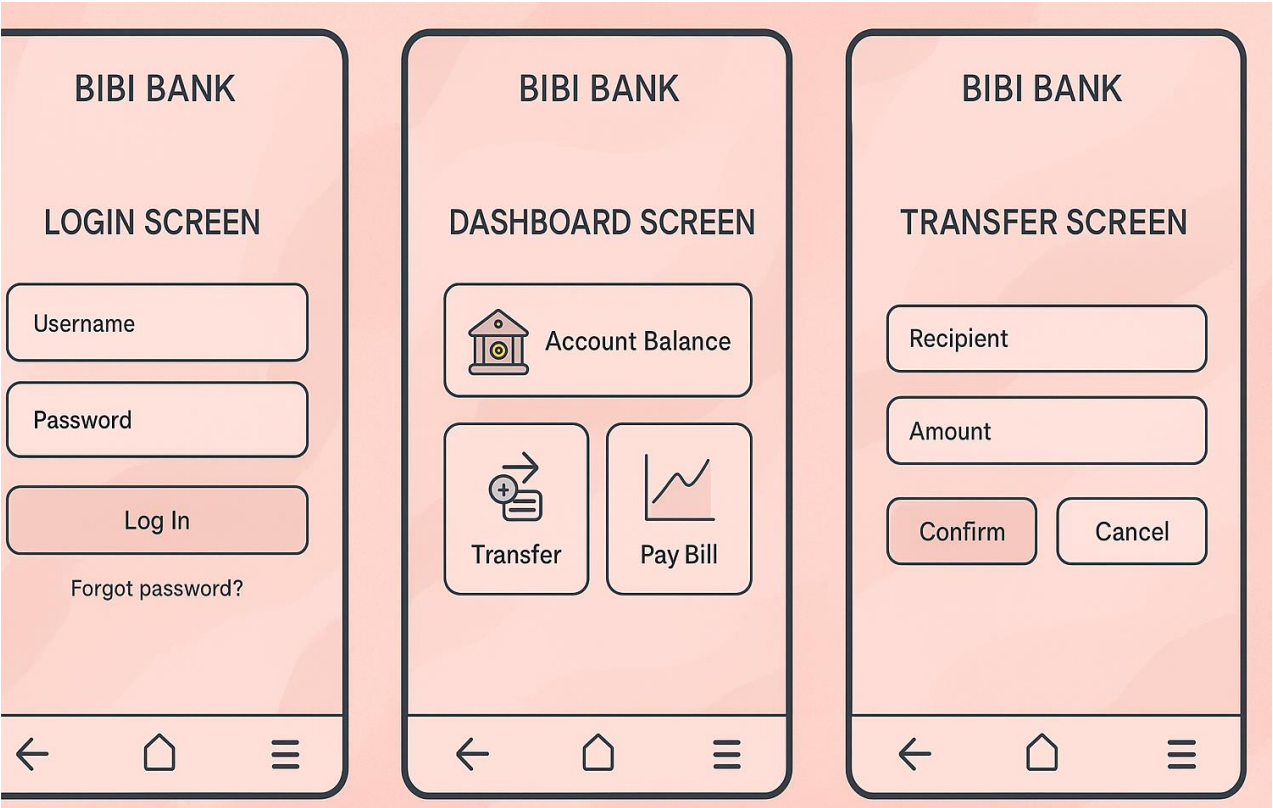 BIBI BANK
LOGIN SCREEN
Username
Password
Log In
Forgot password?
BIBI BANK
DASHBOARD SCREEN
Account Balance
Transfer
Pay Bill
BIBI BANK
TRANSFER SCREEN
Recipient
Amount
Confirm
Cancel